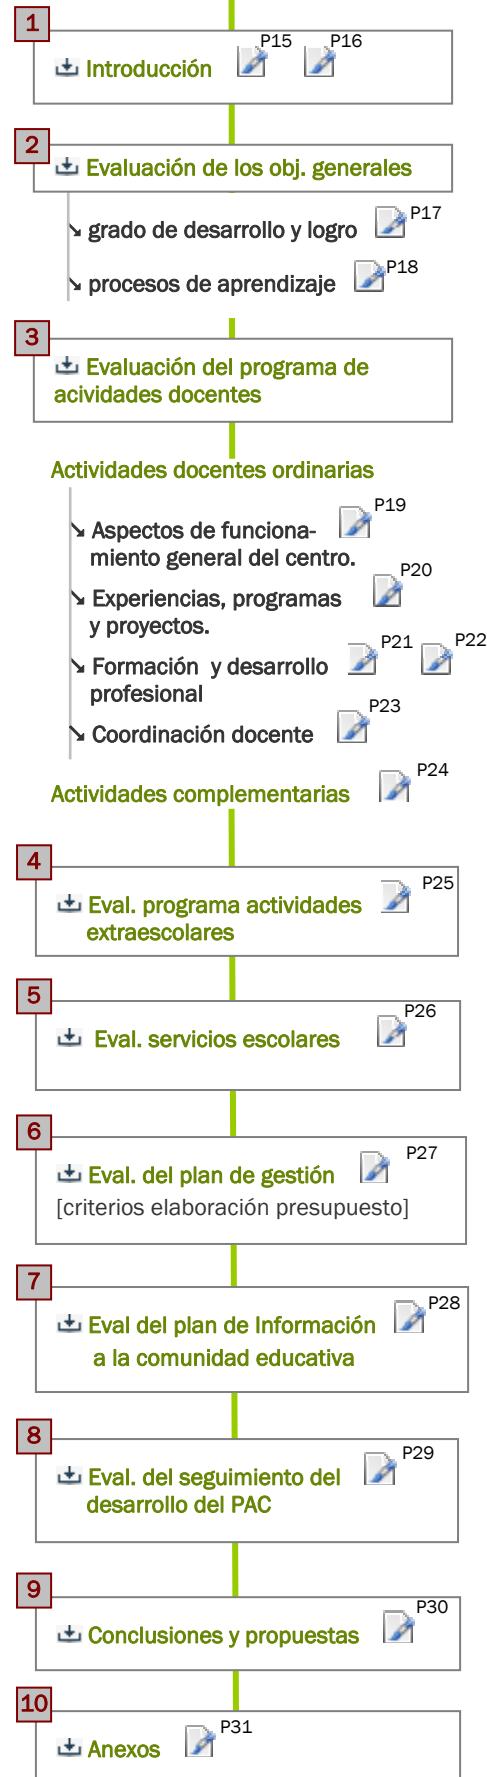 1
Introducción P15 P16
2
Evaluación de los obj. generales
grado de desarrollo y logro P17
procesos de aprendizaje P18
3
Evaluación del programa de
acividades docentes
Actividades docentes ordinarias
Aspectos de funciona- P19
miento general del centro.
Experiencias, programas P20
y proyectos.
Formación y desarrollo P21 P22
profesional
Coordinación docente P23
Actividades complementarias P24
4
Eval. programa actividades P25
extraescolares
5
Eval. servicios escolares P26
6
Eval. del plan de gestión P27
[criterios elaboración presupuesto]
7
Eval del plan de Información P28
a la comunidad educativa
8
Eval. del seguimiento del P29
desarrollo del PAC
9
Conclusiones y propuestas P30
10
Anexos P31